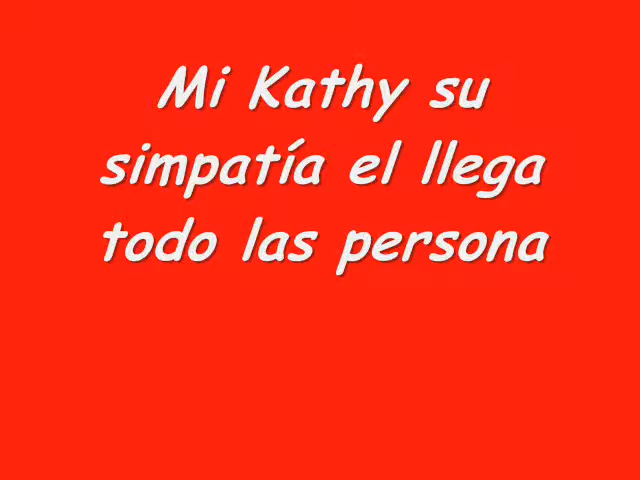 Mi Kathy su
simpatía el llega
todo las persona